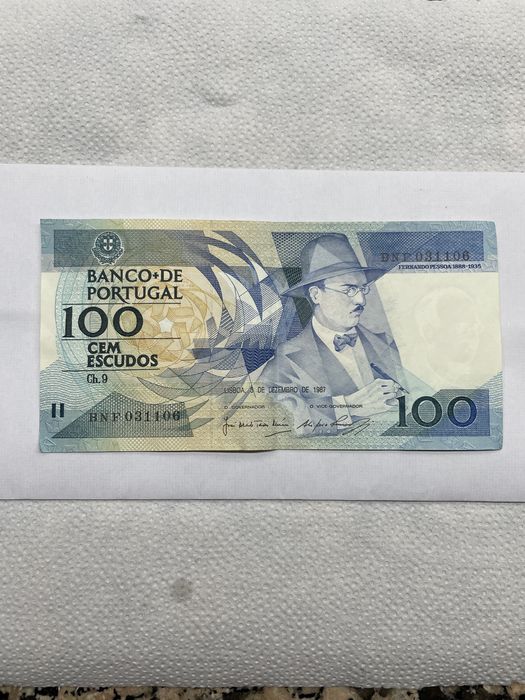 BANCO DE
PORTUGAL
100
CEM
ESCUDOS
Ch. 9
BNF 031106
BNF 031106
FERNANDO PESSOA 1888-1935
LISBOA, 3 DE DEZEMBRO DE 1987
O GOVERNADOR
O VICE-GOVERNADOR
100